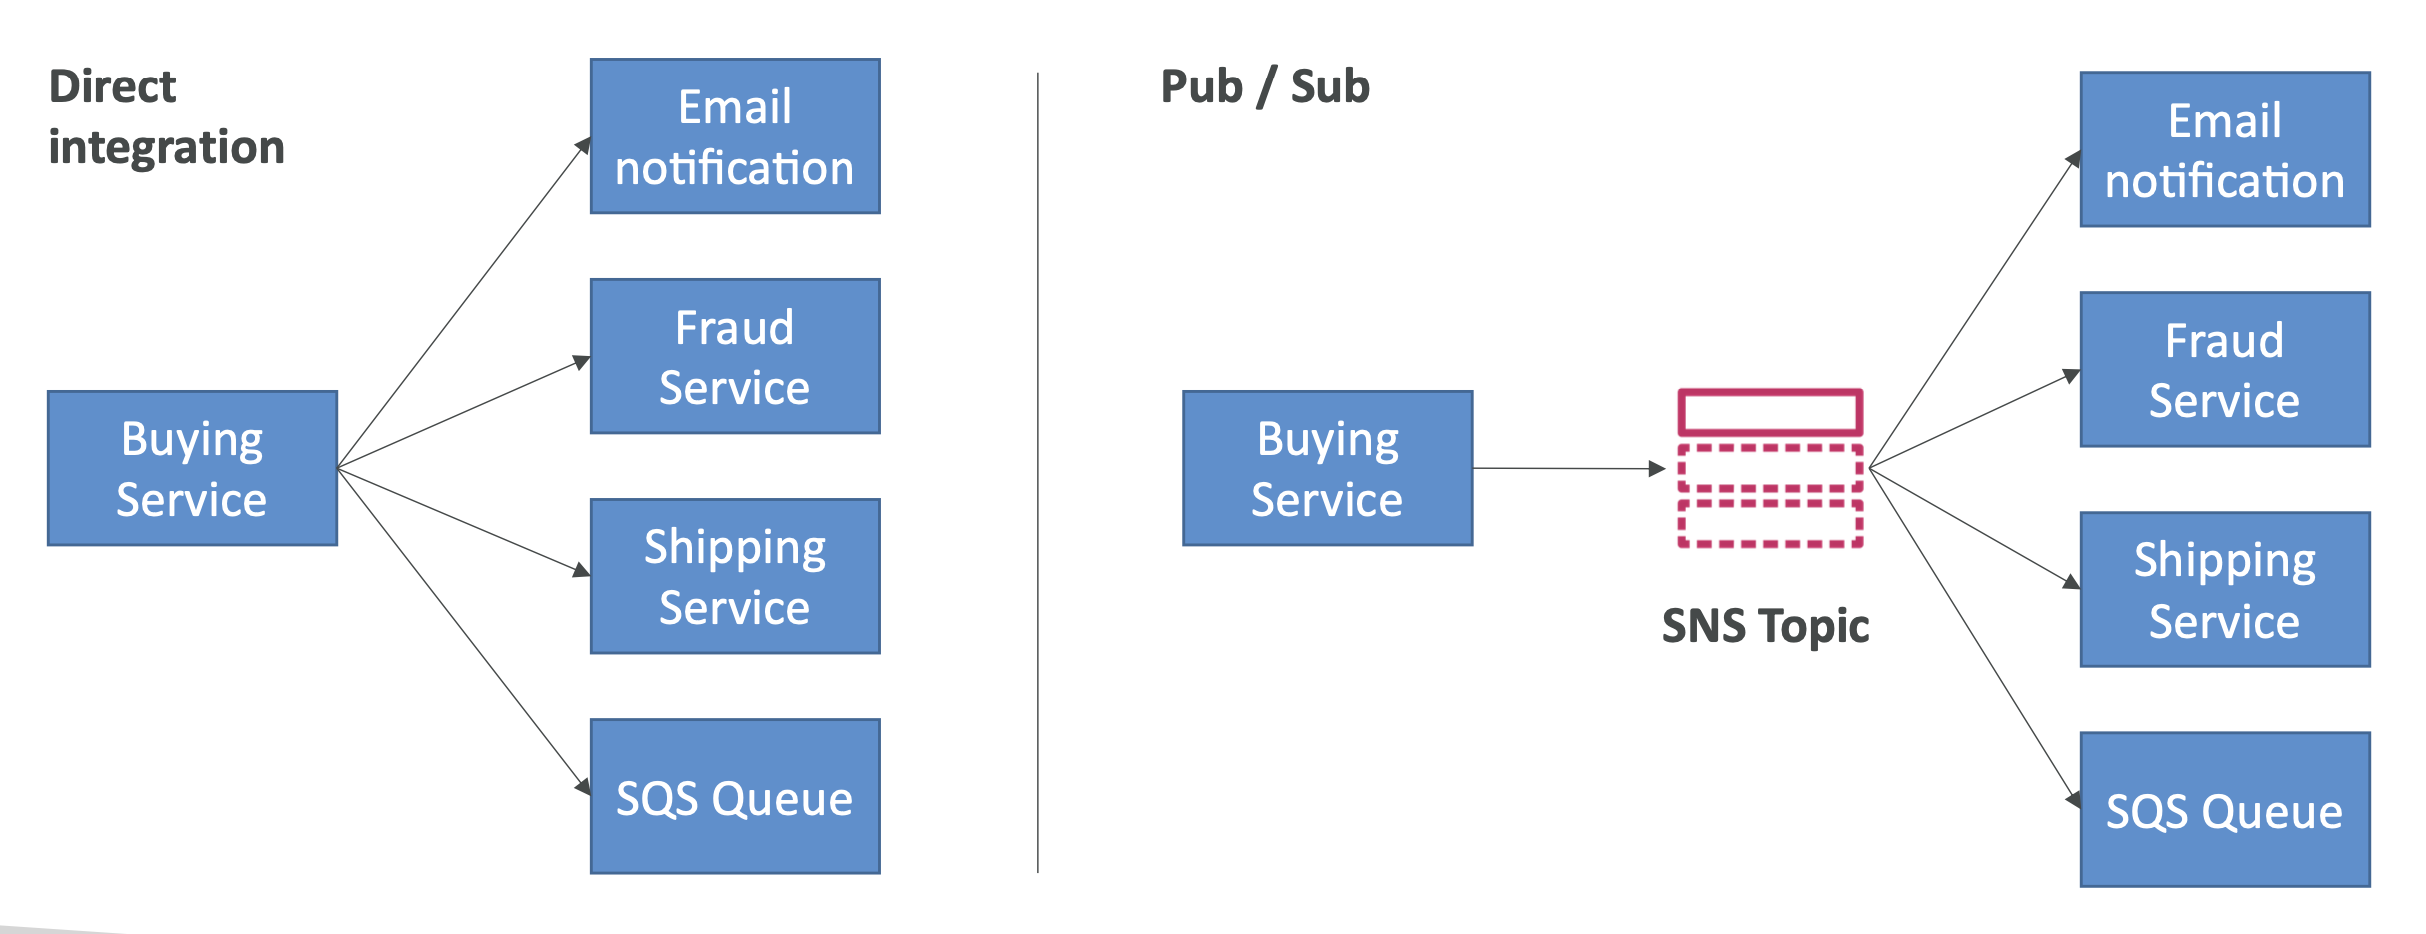 Direct
integration
Email
notification
Fraud
Service
Buying
Service
Shipping
Service
SQS Queue
Pub / Sub
Buying
Service
SNS Topic
Email
notification
Fraud
Service
Shipping
Service
SQS Queue